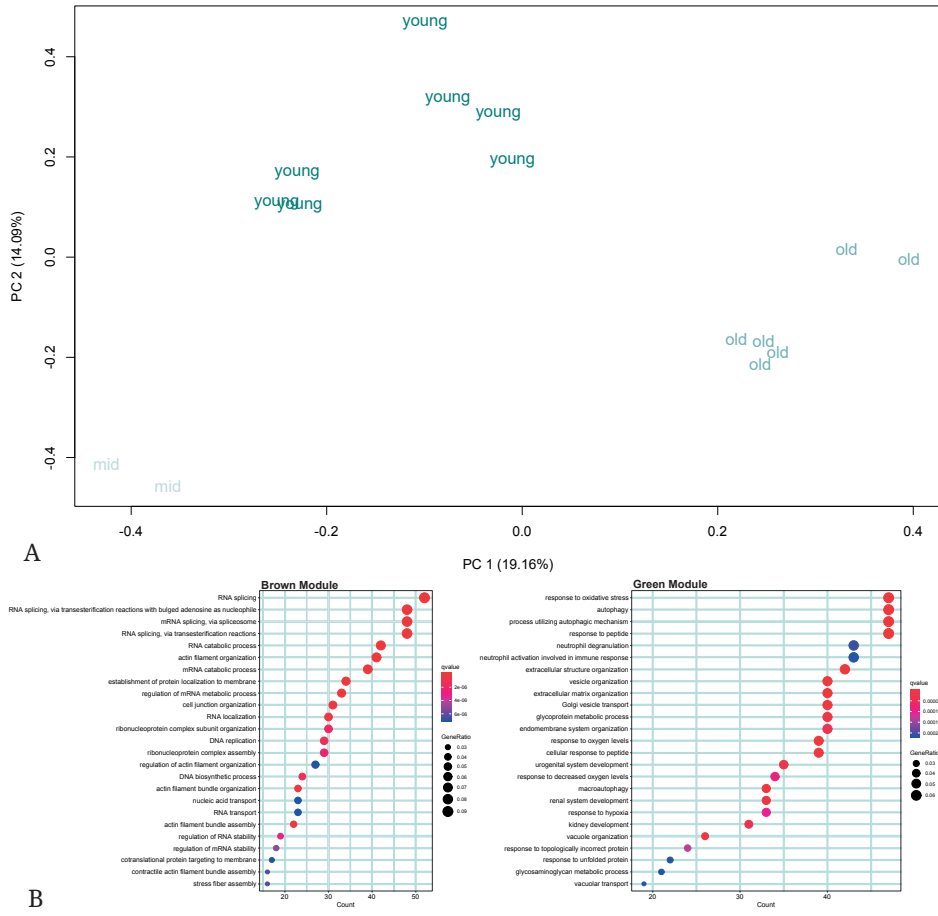 young
young
young
young
young
young
young
old
old
old
old
old
old
mid
mid
0.4
0.2
0.0
-0.2
-0.4
PC 2 (14.09%)
-0.4
-0.2
0.0
0.2
0.4
PC 1 (19.16%)
A
Brown Module
RNA splicing
RNA splicing, via transesterification reactions with bulged adenosine as nucleophile
mRNA splicing, via spliceosome
RNA splicing, via transesterification reactions
RNA catabolic process
actin filament organization
mRNA catabolic process
establishment of protein localization to membrane
regulation of mRNA metabolic process
cell junction organization
RNA localization
ribonucleoprotein complex subunit organization
DNA replication
ribonucleoprotein complex assembly
regulation of actin filament organization
DNA biosynthetic process
actin filament bundle organization
nucleic acid transport
RNA transport
actin filament bundle assembly
regulation of RNA stability
regulation of mRNA stability
cotranslational protein targeting to membrane
contractile actin filament bundle assembly
stress fiber assembly
20 30 40 50
Count
qvalue
2e-06
4e-06
6e-06
GeneRatio
0.03
0.04
0.05
0.06
0.07
0.08
0.09
Green Module
response to oxidative stress
autophagy
process utilizing autophagic mechanism
response to peptide
neutrophil degranulation
neutrophil activation involved in immune response
extracellular structure organization
vesicle organization
extracellular matrix organization
Golgi vesicle transport
glycoprotein metabolic process
endomembrane system organization
response to oxygen levels
cellular response to peptide
urogenital system development
response to decreased oxygen levels
macroautophagy
renal system development
response to hypoxia
kidney development
vacuole organization
response to topologically incorrect protein
response to unfolded protein
glycosaminoglycan metabolic process
vacuolar transport
20 30 40
Count
qvalue
0.0000
0.0001
0.0001
0.0002
GeneRatio
0.03
0.04
0.05
0.06
B